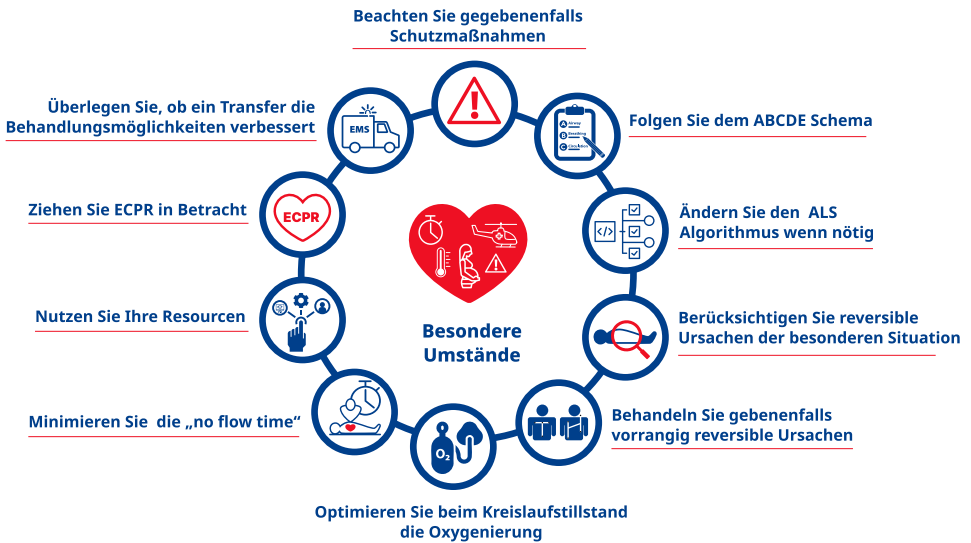 Beachten Sie gegebenenfalls
Schutzmaßnahmen
Folgen Sie dem ABCDE Schema
A Airway
B Breathing
C Circulation
Ändern Sie den ALS
Algorithmus wenn nötig
</>
Berücksichtigen Sie reversible
Ursachen der besonderen Situation
Behandeln Sie gebenenfalls
vorrangig reversible Ursachen
O₂
Optimieren Sie beim Kreislaufstillstand
die Oxygenierung
Minimieren Sie die „no flow time“
Nutzen Sie Ihre Resourcen
Ziehen Sie ECPR in Betracht
ECPR
Überlegen Sie, ob ein Transfer die
Behandlungsmöglichkeiten verbessert
EMS
Besondere
Umstände